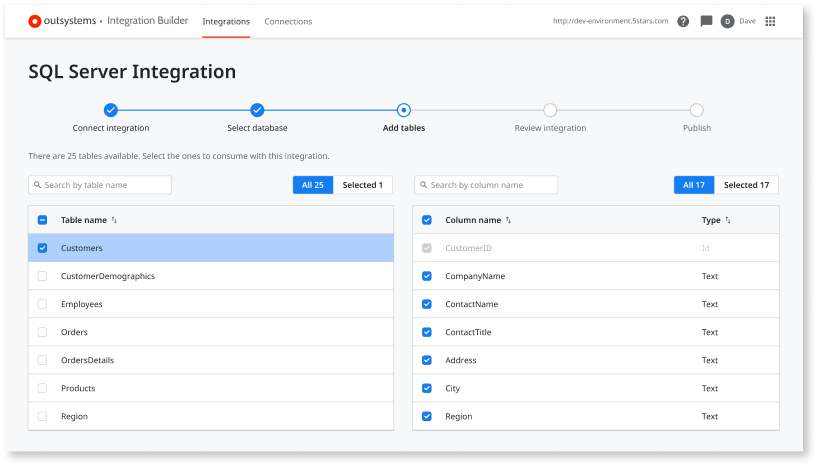 outsystems • Integration Builder Integrations Connections http://dev-environment.5stars.com ? D Dave
SQL Server Integration
Connect integration Select database Add tables Review integration Publish
There are 25 tables available. Select the ones to consume with this integration.
Search by table name All 25 Selected 1 Search by column name All 17 Selected 17
Table name Column name Type
Customers CustomerID Id
CustomerDemographics CompanyName Text
Employees ContactName Text
Orders ContactTitle Text
OrdersDetails Address Text
Products City Text
Region Region Text